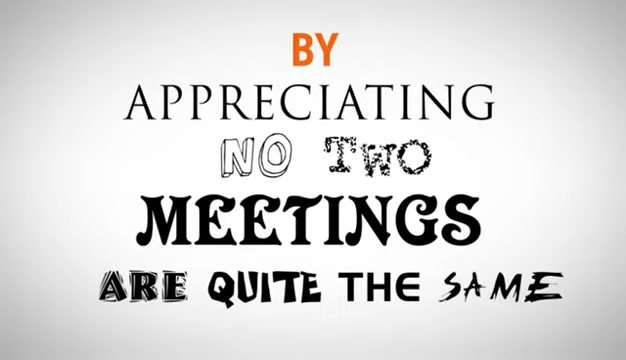 BY
APPRECIATING
NO TWO
MEETINGS
ARE QUITE THE SAME